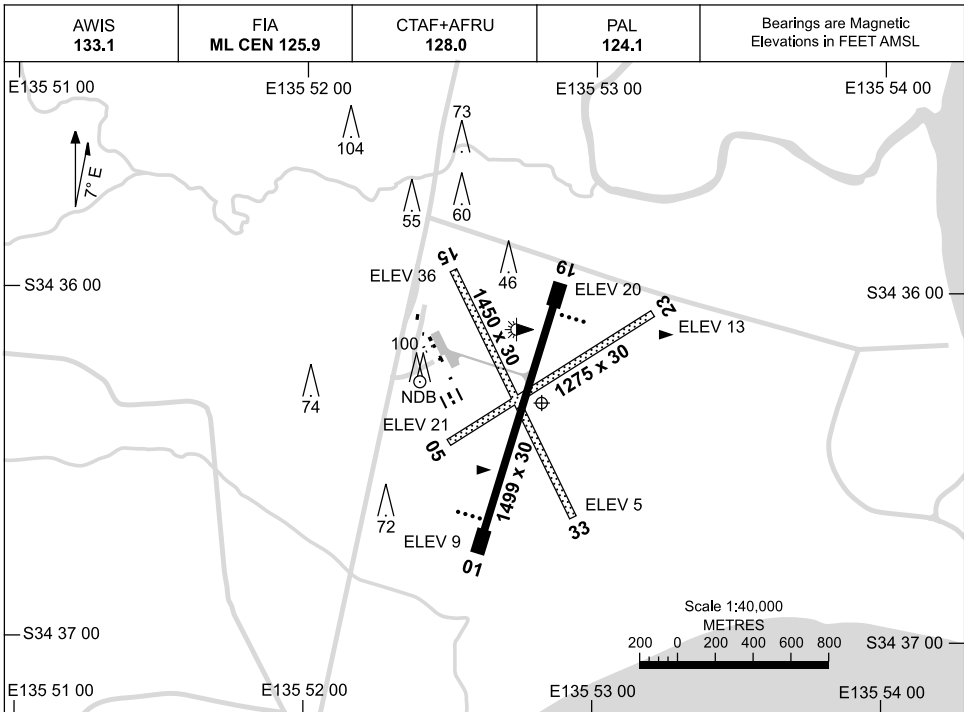 AWIS
133.1
FIA
ML CEN 125.9
CTAF+AFRU
128.0
PAL
124.1
Bearings are Magnetic
Elevations in FEET AMSL
E135 51 00
E135 52 00
E135 53 00
E135 54 00
7° E
104
73
55
60
46
15
19
ELEV 36
ELEV 20
S34 36 00
S34 36 00
23
ELEV 13
1450 x 30
1275 x 30
100
NDB
74
ELEV 21
05
1499 x 30
72
ELEV 9
01
ELEV 5
33
Scale 1:40,000
METRES
200 0 200 400 600 800
S34 37 00
S34 37 00
E135 51 00
E135 52 00
E135 53 00
E135 54 00